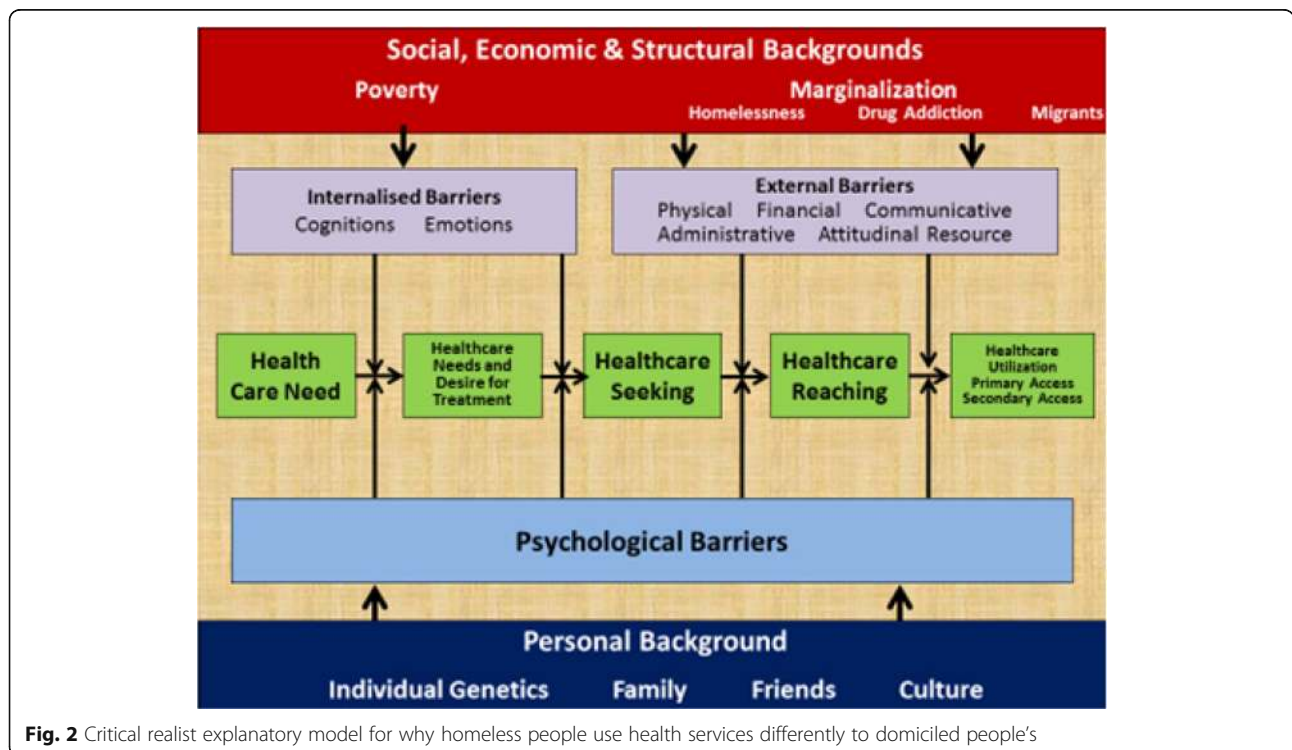 Social, Economic & Structural Backgrounds
Poverty
Marginalization
Homelessness Drug Addiction Migrants
Internalised Barriers
Cognitions Emotions
External Barriers
Physical Financial Communicative
Administrative Attitudinal Resource
Health
Care Need
Healthcare
Needs and
Desire for
Treatment
Healthcare
Seeking
Healthcare
Reaching
Healthcare
Utilization
Primary Access
Secondary Access
Psychological Barriers
Personal Background
Individual Genetics Family Friends Culture
Fig. 2 Critical realist explanatory model for why homeless people use health services differently to domiciled people's